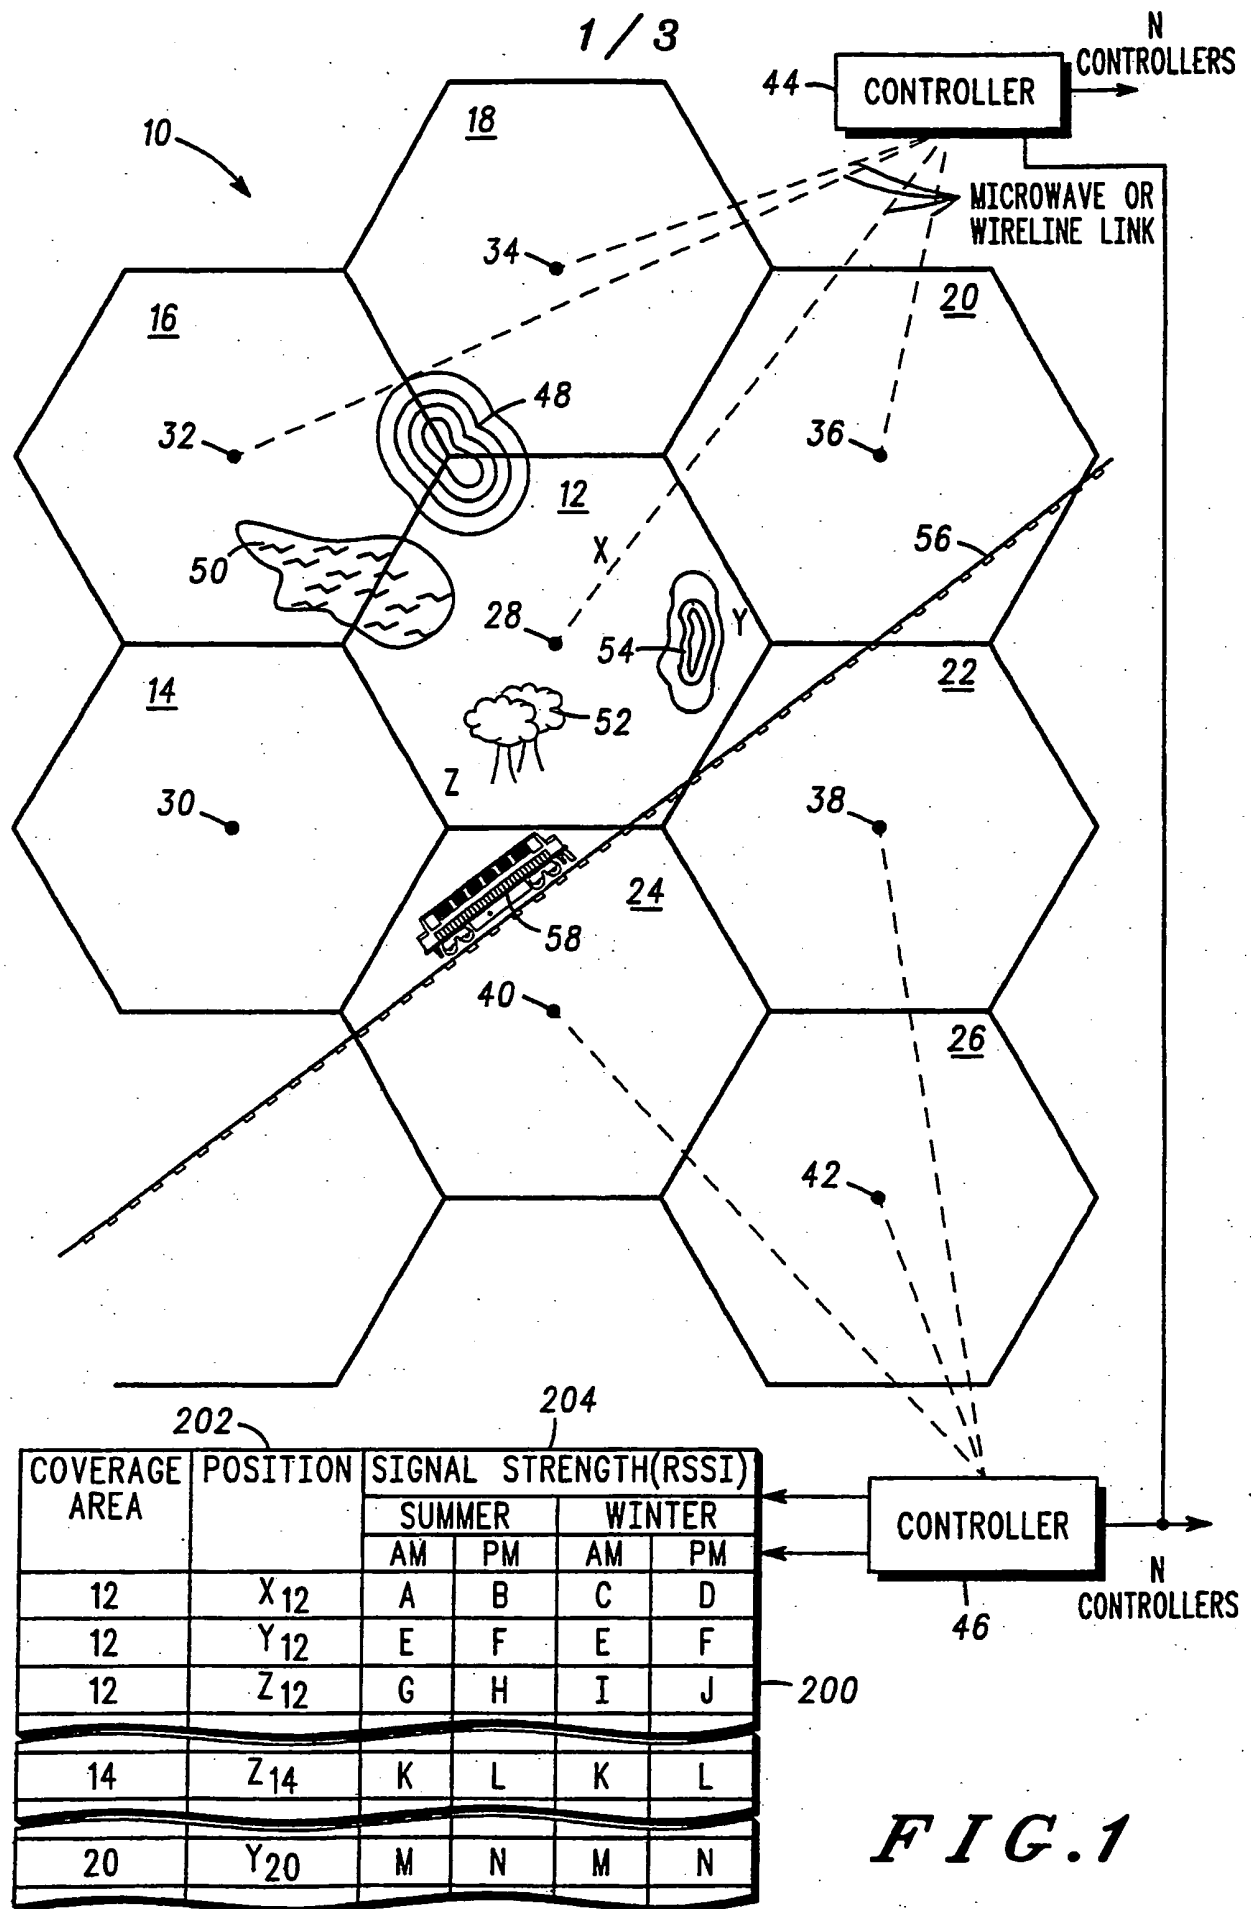 1/3
N
CONTROLLERS
44
CONTROLLER
10
18
MICROWAVE OR
WIRELINE LINK
34
16
20
48
32
36
12
X
56
50
28
54
Y
14
22
52
Z
30
38
24
58
40
26
42
202
204
COVERAGE AREA POSITION SIGNAL STRENGTH(RSSI)
SUMMER WINTER
AM PM AM PM
12 X12 A B C D
12 Y12 E F E F
12 Z12 G H I J
14 Z14 K L K L
20 Y20 M N M N
200
CONTROLLER
46
N
CONTROLLERS
FIG.1